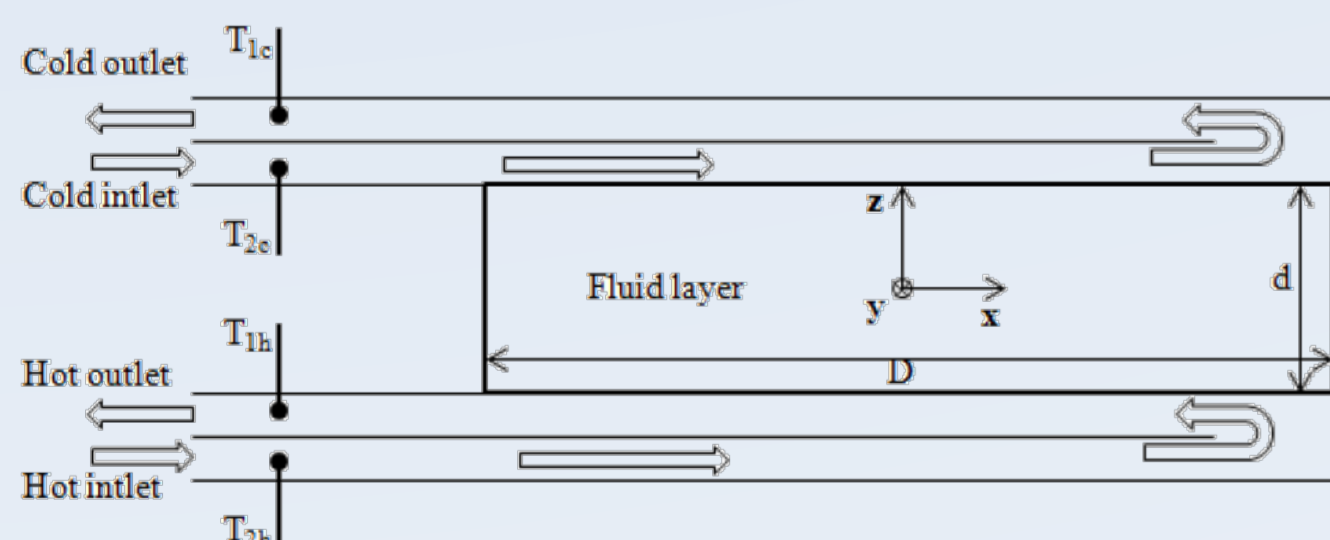 T1c
Cold outlet
Cold intlet
z
T2c
Fluid layer
d
y
x
T1h
Hot outlet
D
Hot intlet
T2h